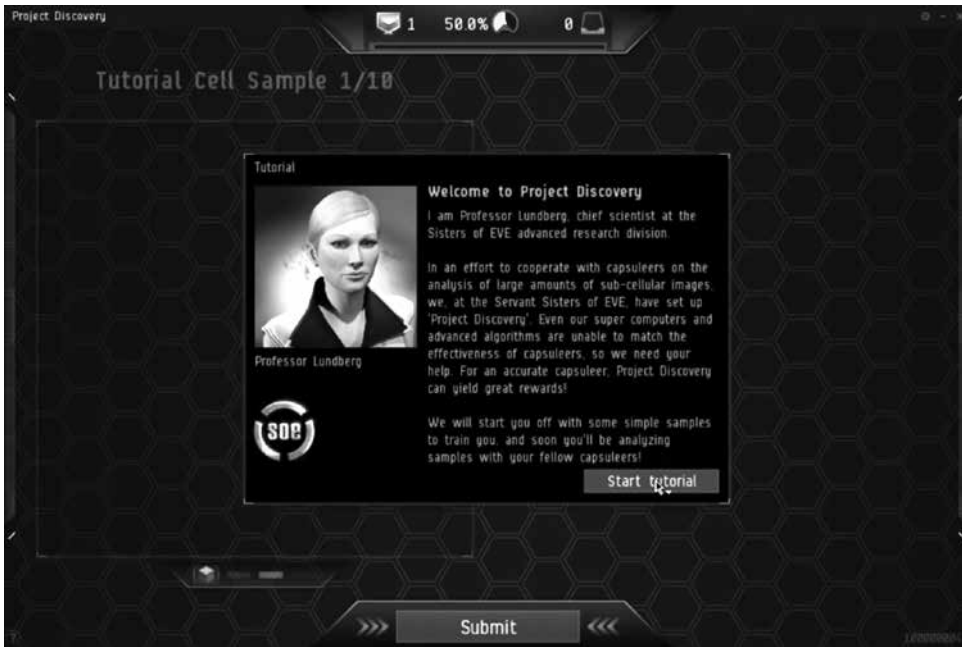 Project Discovery
1 50.0% 0
Tutorial Cell Sample 1/10
Tutorial
Welcome to Project Discovery
I am Professor Lundberg, chief scientist at the
Sisters of EVE advanced research division.
In an effort to cooperate with capsuleers on the
analysis of large amounts of sub-cellular images,
we, at the Servant Sisters of EVE, have set up
'Project Discovery'. Even our super computers and
advanced algorithms are unable to match the
effectiveness of capsuleers, so we need your
help. For an accurate capsuleer, Project Discovery
can yield great rewards!
We will start you off with some simple samples
to train you, and soon you'll be analyzing
samples with your fellow capsuleers!
Professor Lundberg
SOE
Start tutorial
Submit